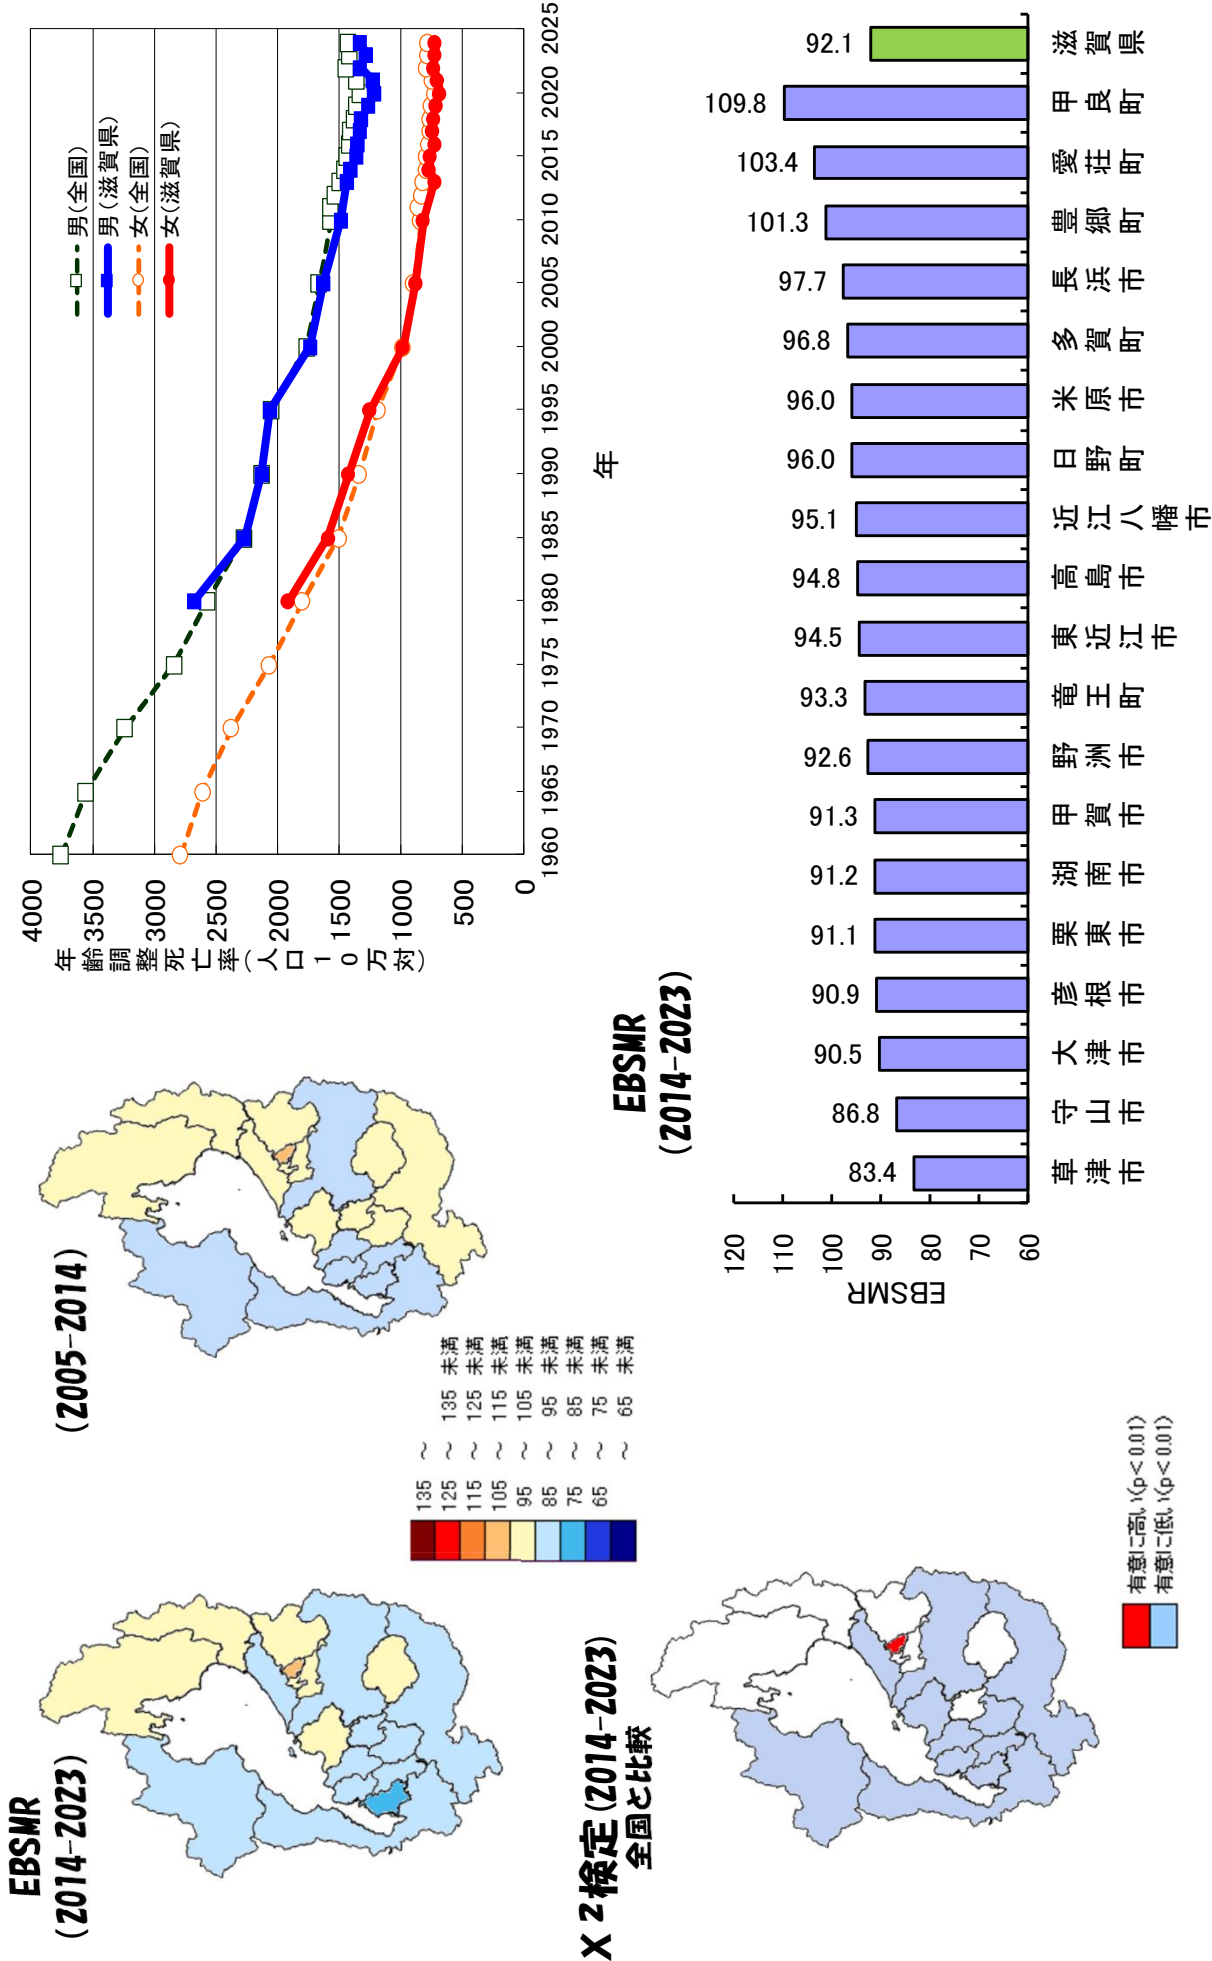 EBSMR
(2014-2023)
(2005-2014)
135 ～
125 ～ 135 未満
115 ～ 125 未満
105 ～ 115 未満
95 ～ 105 未満
85 ～ 95 未満
75 ～ 85 未満
65 ～ 75 未満
～ 65 未満
年齢調整死亡率(人口10万対)
4000
3500
3000
2500
2000
1500
1000
500
0
男(全国)
男(滋賀県)
女(全国)
女(滋賀県)
1960 1965 1970 1975 1980 1985 1990 1995 2000 2005 2010 2015 2020 2025
年
X2検定(2014-2023)
全国と比較
有意に高い(p<0.01)
有意に低い(p<0.01)
EBSMR
(2014-2023)
EBSMR
120
110
100
90
80
70
60
83.4 86.8 90.5 90.9 91.1 91.2 91.3 92.6 93.3 94.5 94.8 95.1 96.0 96.0 96.8 97.7 101.3 103.4 109.8 92.1
草津市 守山市 大津市 彦根市 栗東市 湖南市 甲賀市 野洲市 竜王町 東近江市 高島市 近江八幡市 日野町 米原市 多賀町 長浜市 豊郷町 愛荘町 甲良町 滋賀県